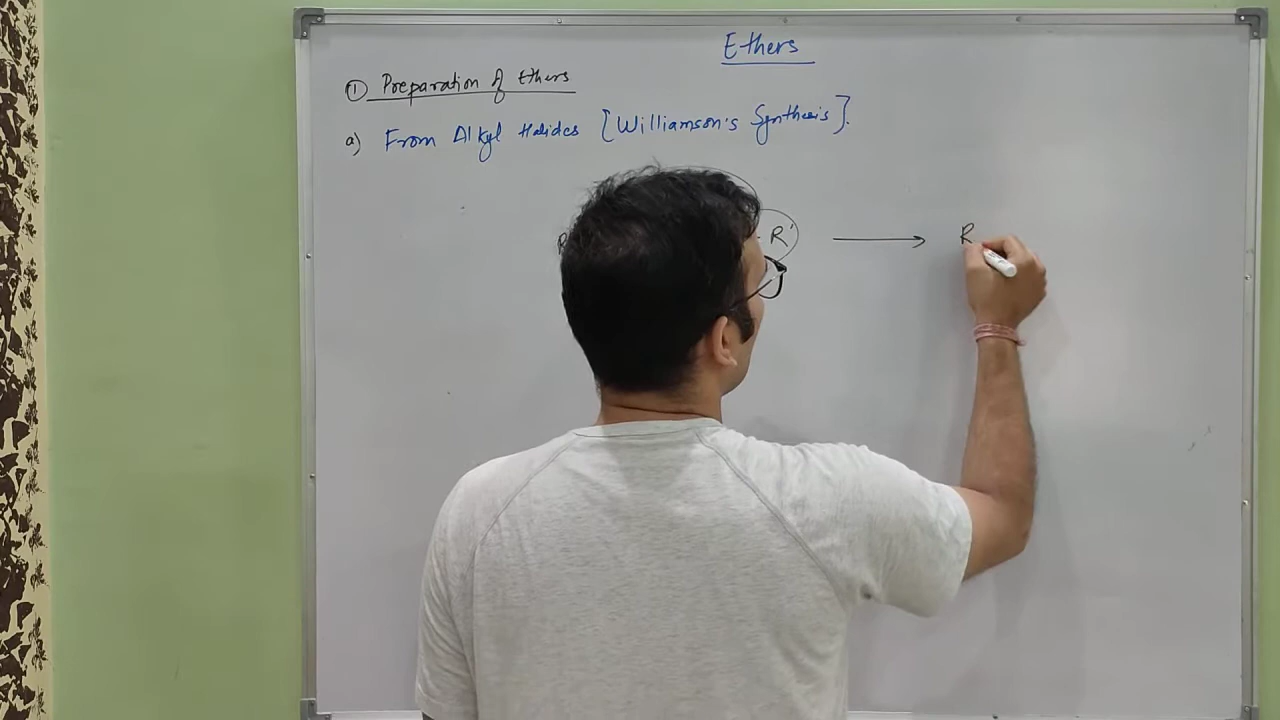 Ethers
① Preparation of Ethers
a) From Alkyl Halides [Williamson's Synthesis].
R' ⟶ R